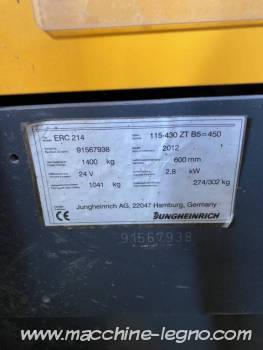 ERC 214 115-430 ZT B5=450
91567938 2012
1400 kg 600 mm
24 V 2,8 kW
1041 kg 274/302 kg
CE Jungheinrich AG, 22047 Hamburg, Germany JUNGHEINRICH
91567938
www.macchine-legno.com